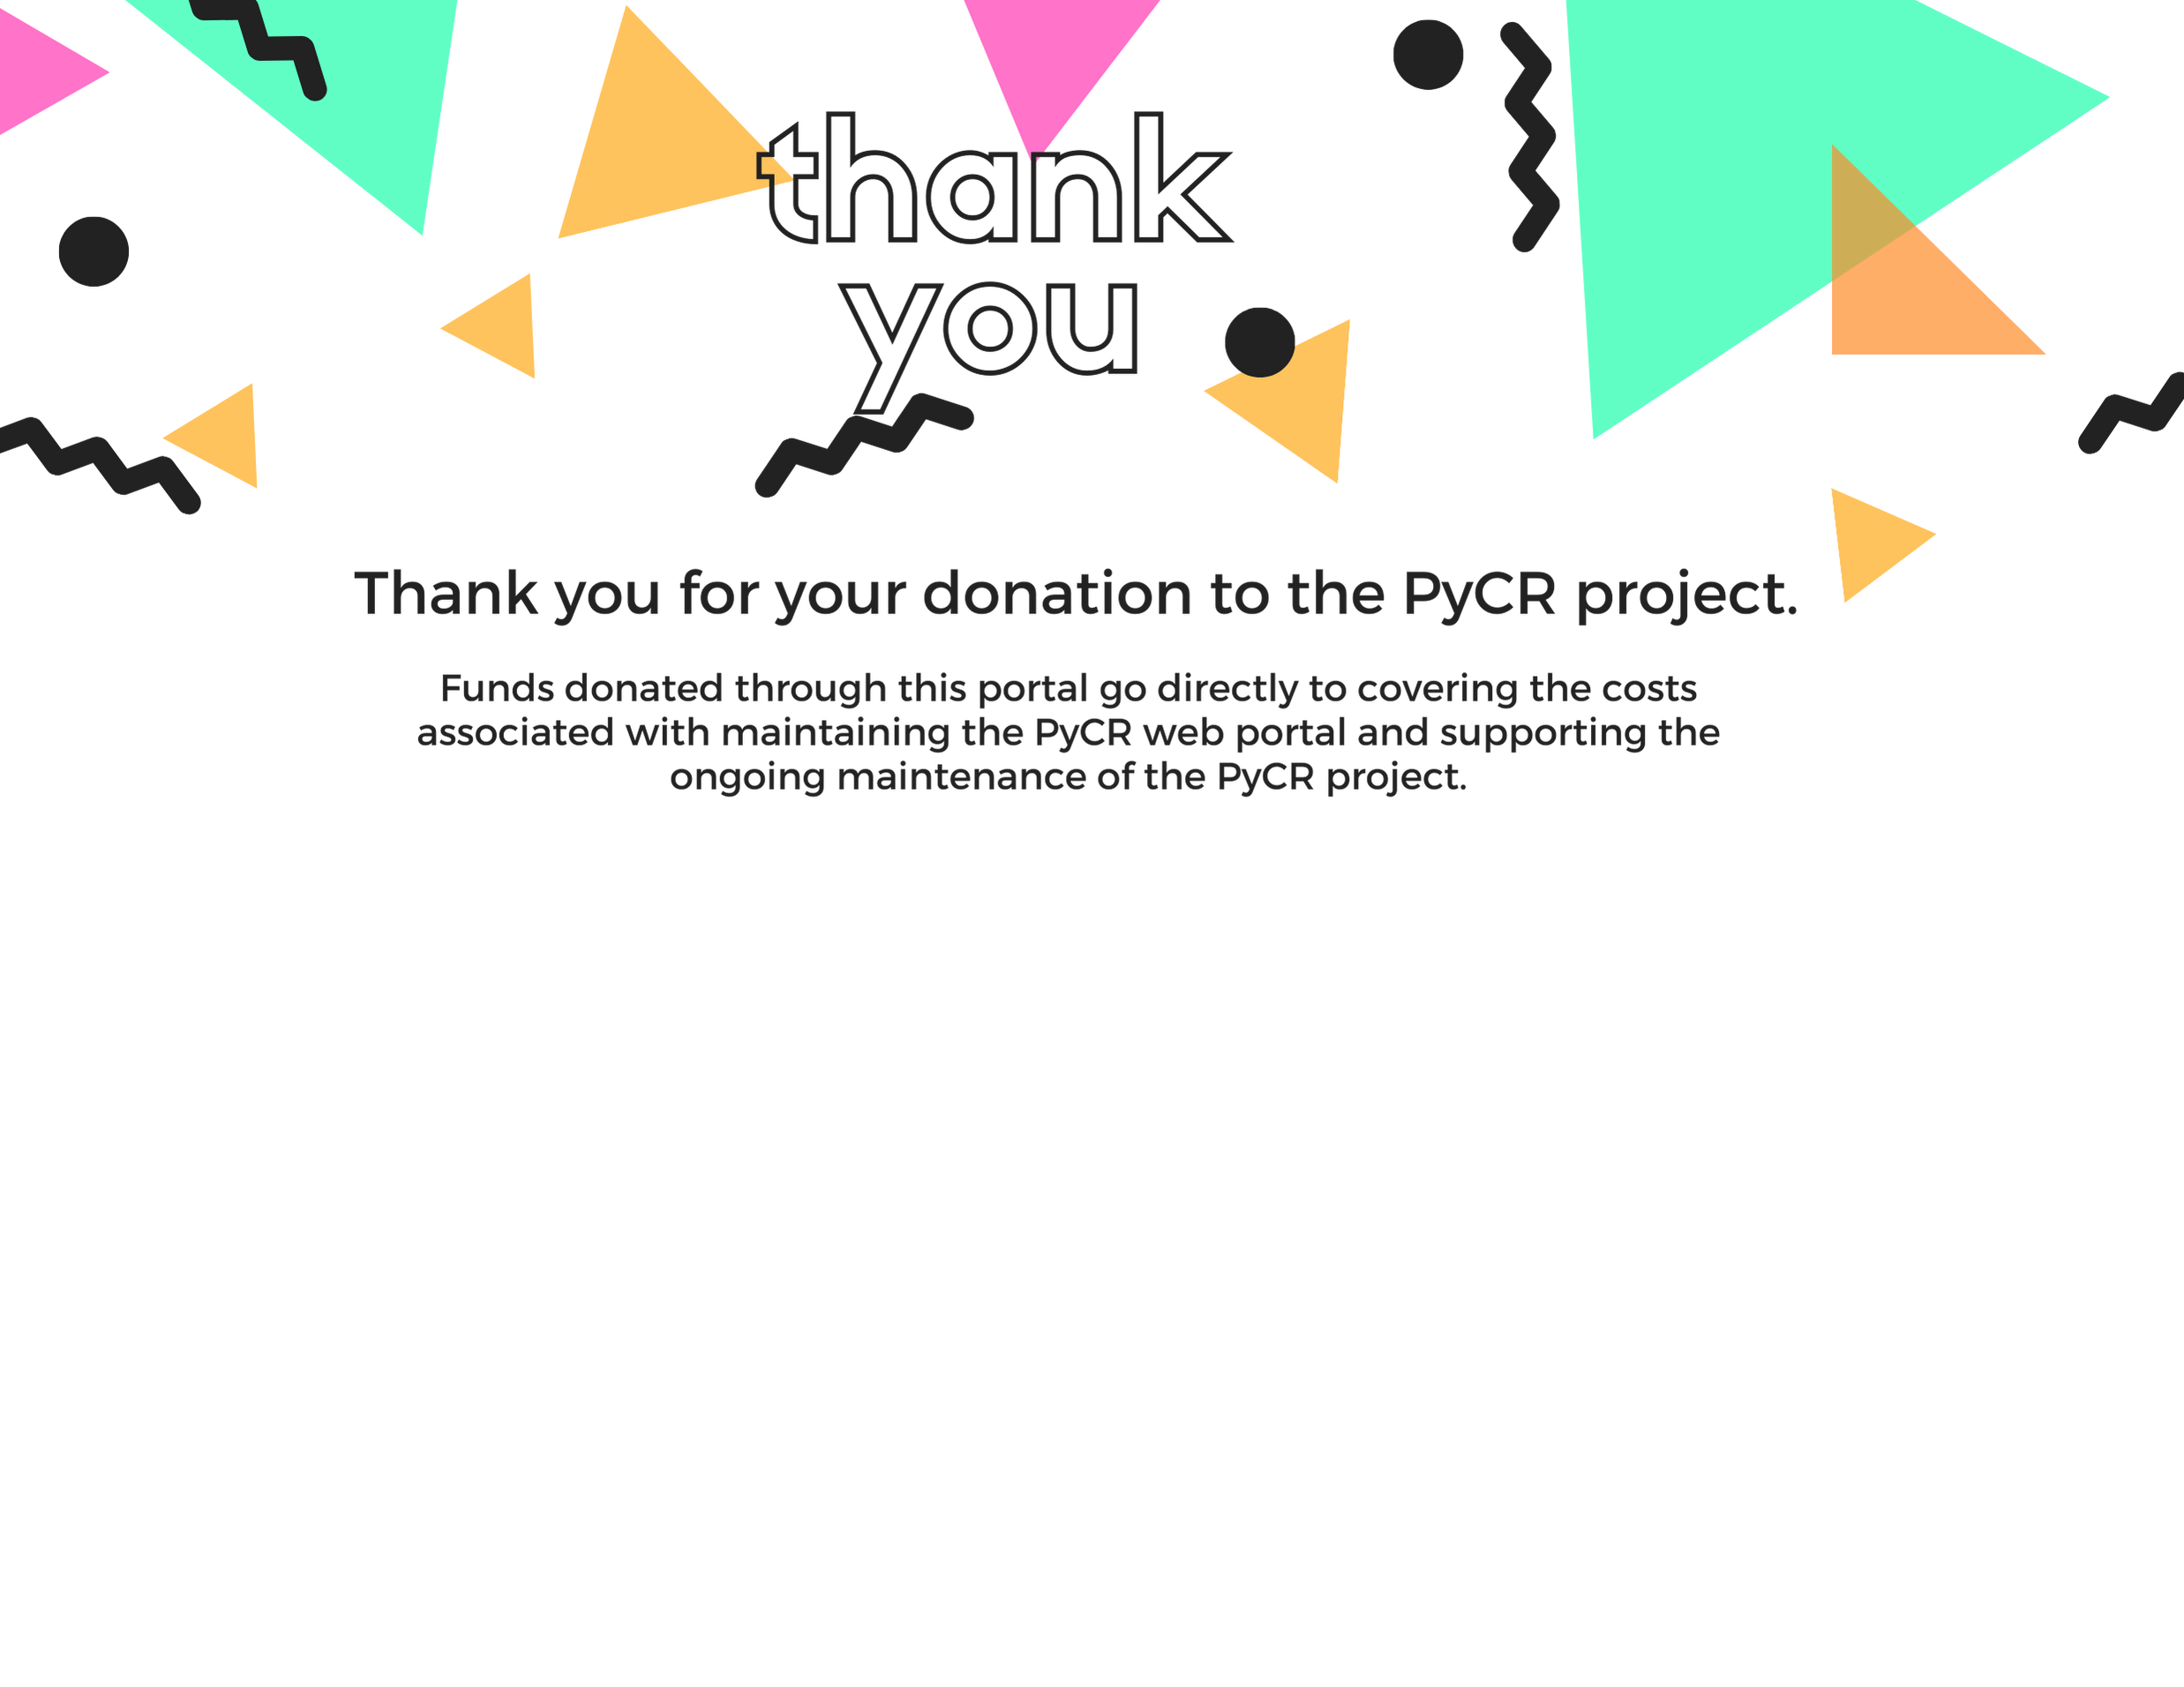 thank
you
Thank you for your donation to the PyCR project.
Funds donated through this portal go directly to covering the costs
associated with maintaining the PyCR web portal and supporting the
ongoing maintenance of the PyCR project.